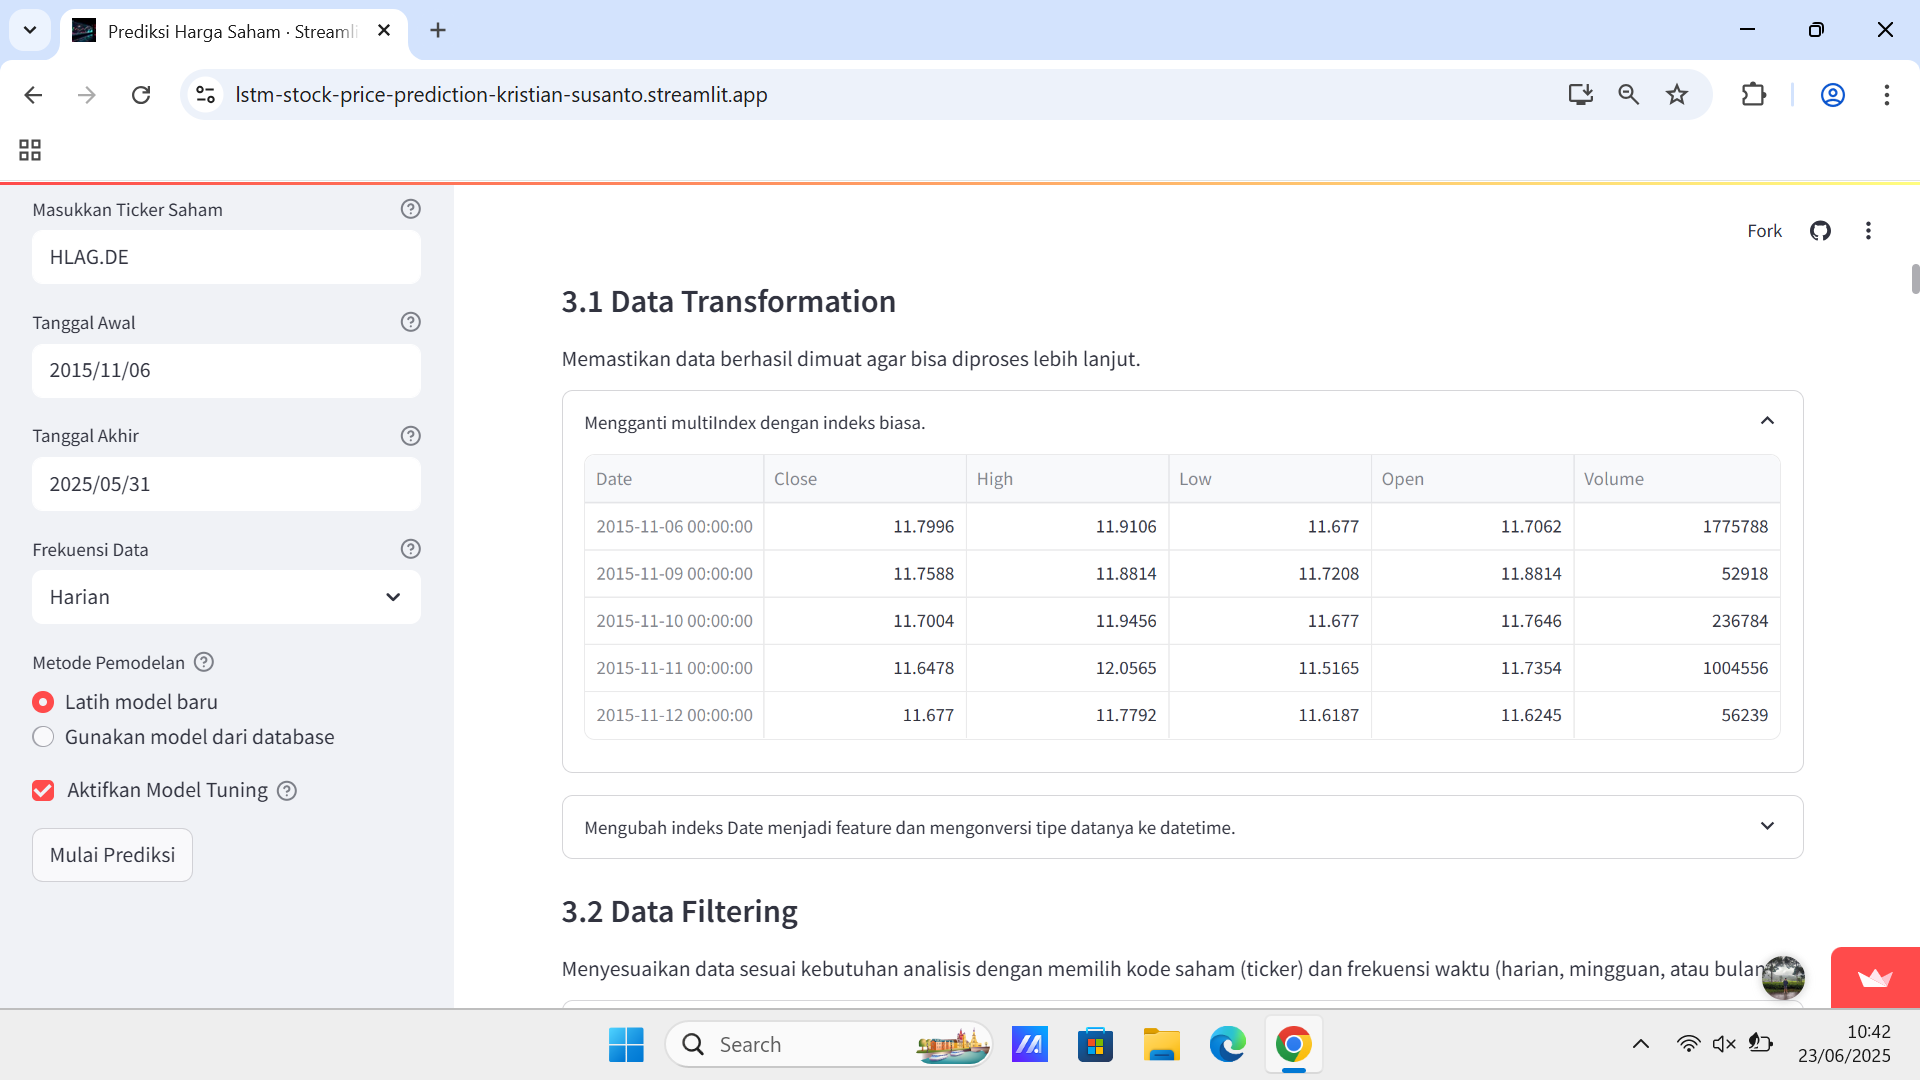 Prediksi Harga Saham · Streamli
lstm-stock-price-prediction-kristian-susanto.streamlit.app
Masukkan Ticker Saham
HLAG.DE
Tanggal Awal
2015/11/06
Tanggal Akhir
2025/05/31
Frekuensi Data
Harian
Metode Pemodelan
Latih model baru
Gunakan model dari database
Aktifkan Model Tuning
Mulai Prediksi
Fork
3.1 Data Transformation
Memastikan data berhasil dimuat agar bisa diproses lebih lanjut.
Mengganti multiIndex dengan indeks biasa.
Date Close High Low Open Volume
2015-11-06 00:00:00 11.7996 11.9106 11.677 11.7062 1775788
2015-11-09 00:00:00 11.7588 11.8814 11.7208 11.8814 52918
2015-11-10 00:00:00 11.7004 11.9456 11.677 11.7646 236784
2015-11-11 00:00:00 11.6478 12.0565 11.5165 11.7354 1004556
2015-11-12 00:00:00 11.677 11.7792 11.6187 11.6245 56239
Mengubah indeks Date menjadi feature dan mengonversi tipe datanya ke datetime.
3.2 Data Filtering
Menyesuaikan data sesuai kebutuhan analisis dengan memilih kode saham (ticker) dan frekuensi waktu (harian, mingguan, atau bulan
Search
10:42
23/06/2025